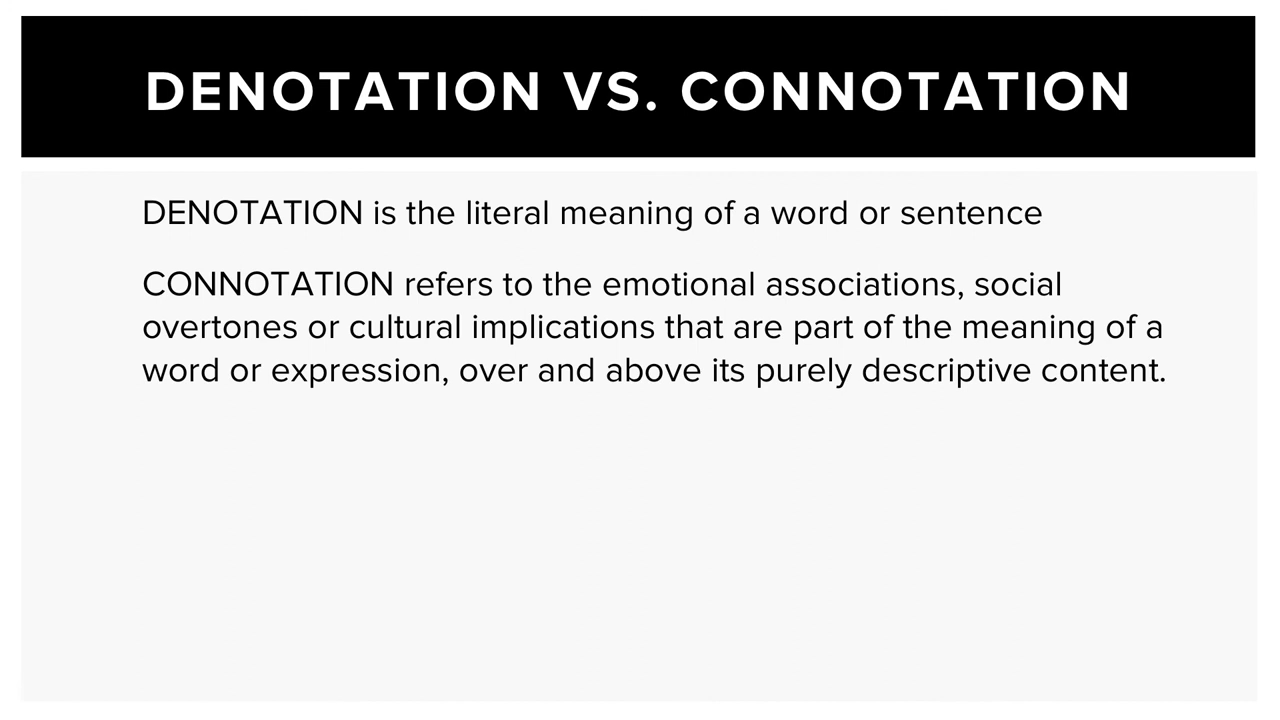 DENOTATION VS. CONNOTATION
DENOTATION is the literal meaning of a word or sentence
CONNOTATION refers to the emotional associations, social
overtones or cultural implications that are part of the meaning of a
word or expression, over and above its purely descriptive content.